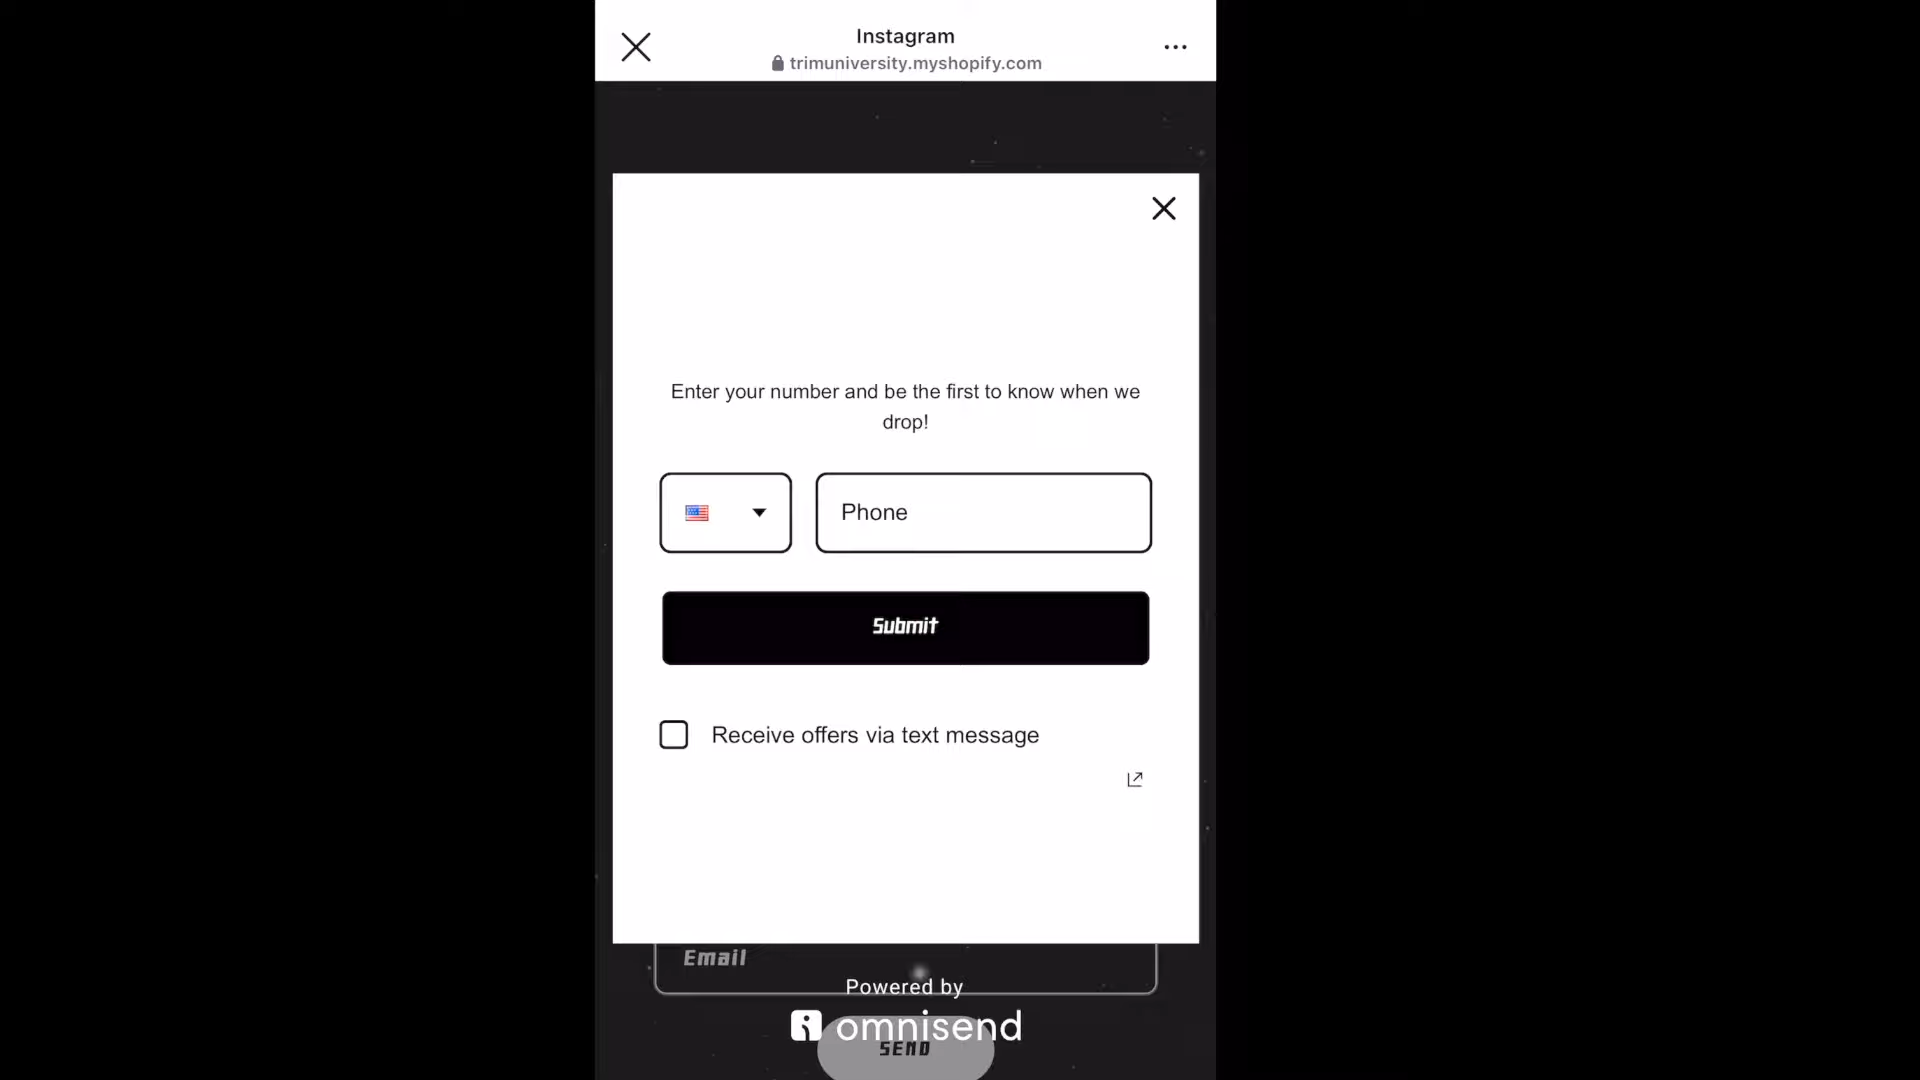 Instagram
trimuniversity.myshopify.com
Enter your number and be the first to know when we
drop!
Phone
Submit
Receive offers via text message
Email
Powered by
omnisend
SEND